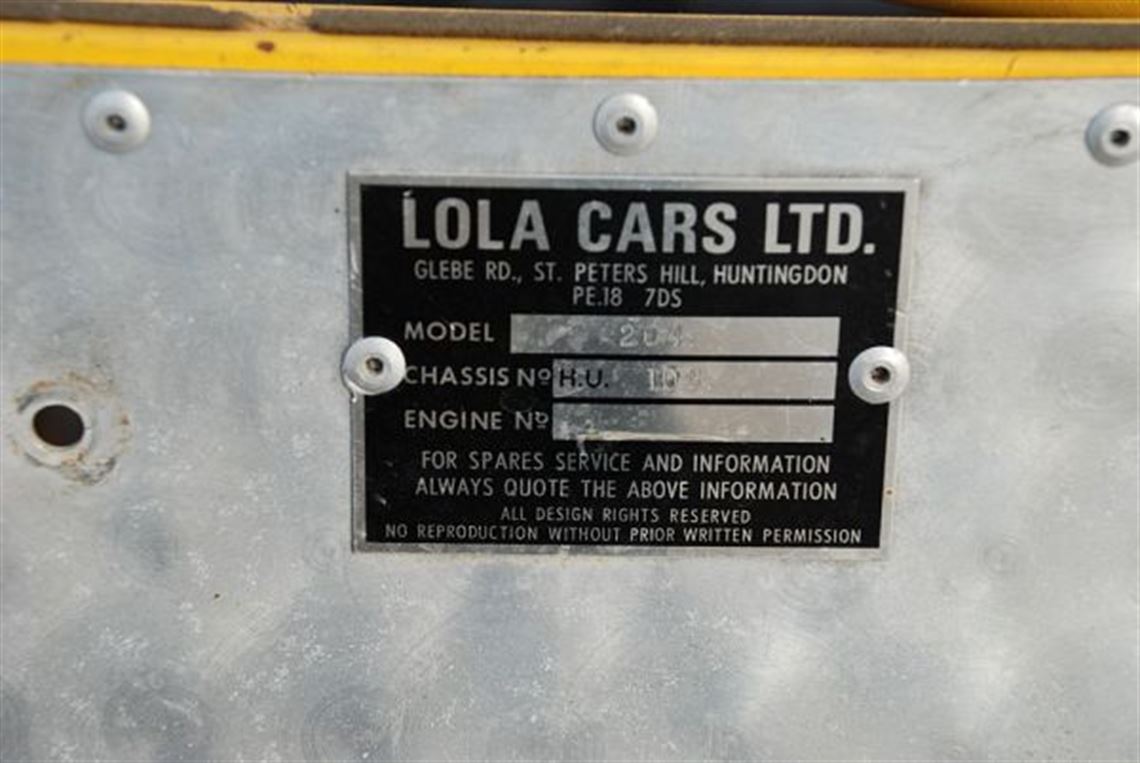 LOLA CARS LTD.
GLEBE RD., ST. PETERS HILL, HUNTINGDON
PE.18 7DS
MODEL 204
CHASSIS Nº H.U.
ENGINE Nº
FOR SPARES SERVICE AND INFORMATION
ALWAYS QUOTE THE ABOVE INFORMATION
ALL DESIGN RIGHTS RESERVED
NO REPRODUCTION WITHOUT PRIOR WRITTEN PERMISSION